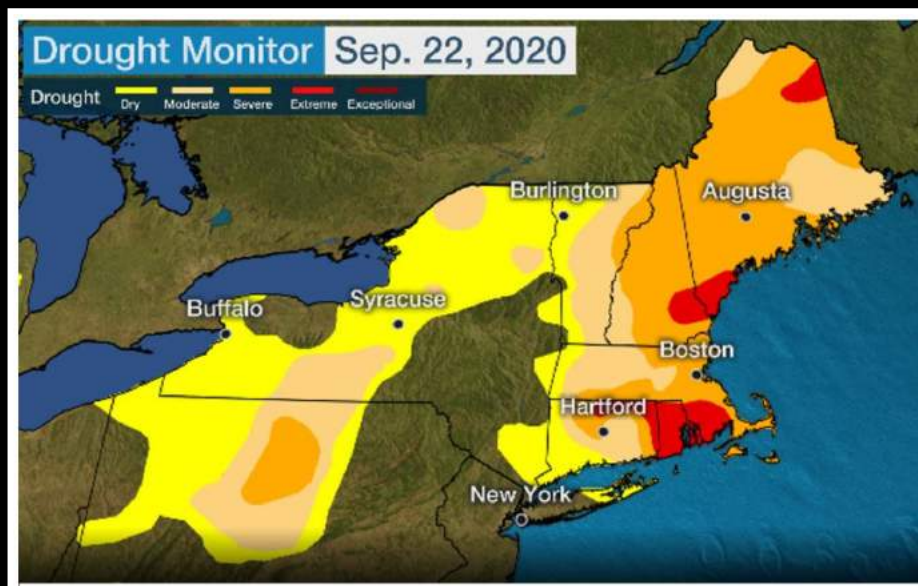 Drought Monitor Sep. 22, 2020
Drought Dry Moderate Severe Extreme Exceptional
Burlington
Augusta
Buffalo
Syracuse
Boston
Hartford
New York